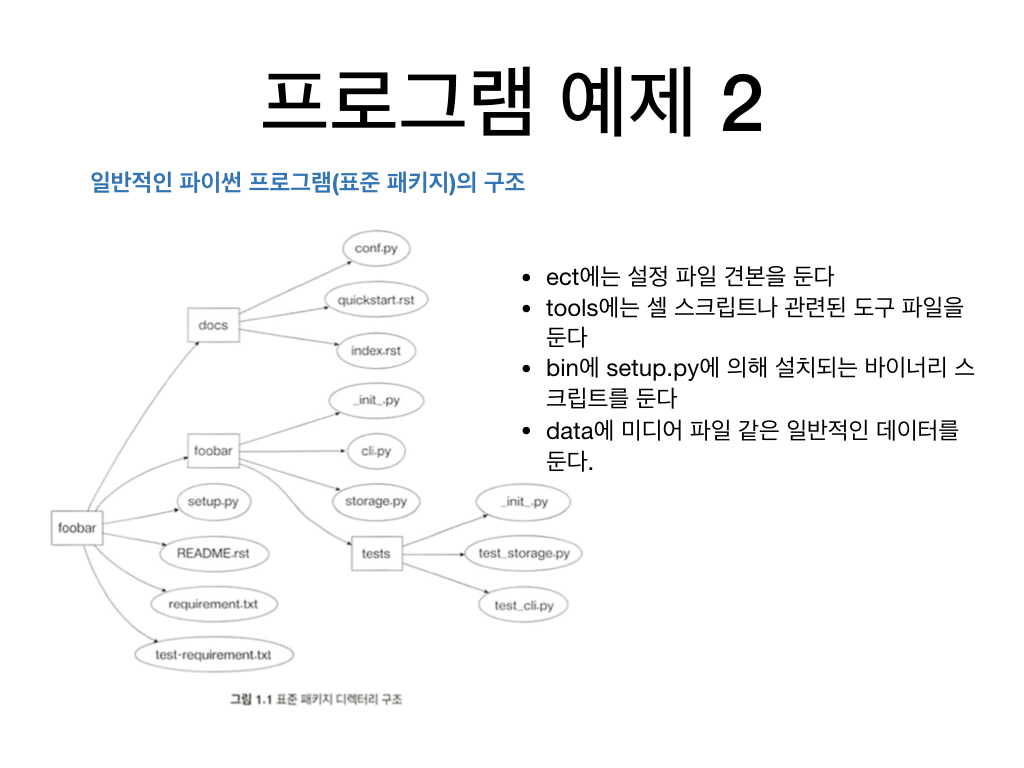 프로그램 예제 2
일반적인 파이썬 프로그램(표준 패키지)의 구조
conf.py
quickstart.rst
docs
index.rst
_init_.py
foobar
cli.py
setup.py
storage.py
_init_.py
foobar
README.rst
tests
test_storage.py
requirement.txt
test_cli.py
test-requirement.txt
그림 1.1 표준 패키지 디렉터리 구조
• ect에는 설정 파일 견본을 둔다
• tools에는 셸 스크립트나 관련된 도구 파일을
둔다
• bin에 setup.py에 의해 설치되는 바이너리 스
크립트를 둔다
• data에 미디어 파일 같은 일반적인 데이터를
둔다.